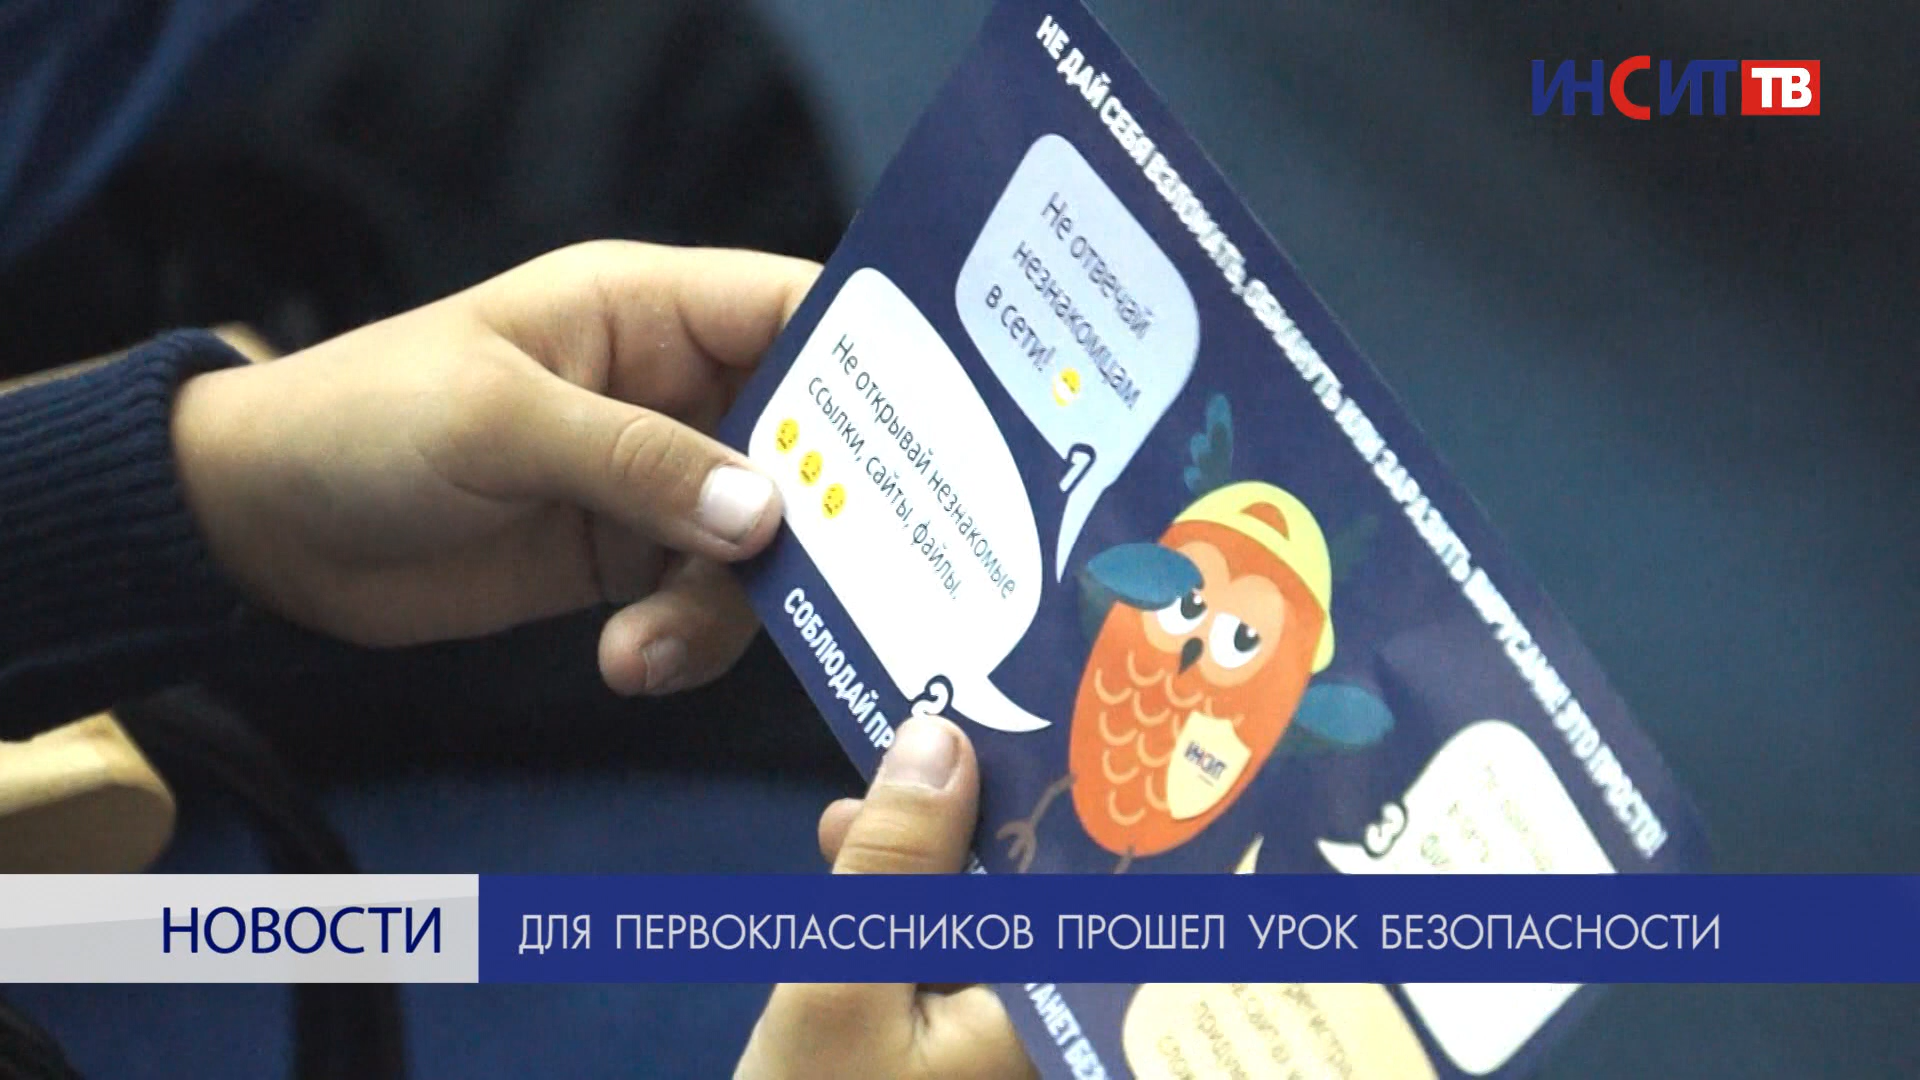 ИНСИТ ТВ
НЕ ДАЙ СЕБЯ ВЗЛОМАТЬ, ОБМАНУТЬ ИЛИ ЗАРАЗИТЬ ВИРУСАМИ! ЭТО ПРОСТО!
Не отвечай
незнакомцам
в сети!
1
Не открывай незнакомые
ссылки, сайты, файлы.
2
СОБЛЮДАЙ ПР
ИНСИТ
3
НОВОСТИ
ДЛЯ ПЕРВОКЛАССНИКОВ ПРОШЕЛ УРОК БЕЗОПАСНОСТИ